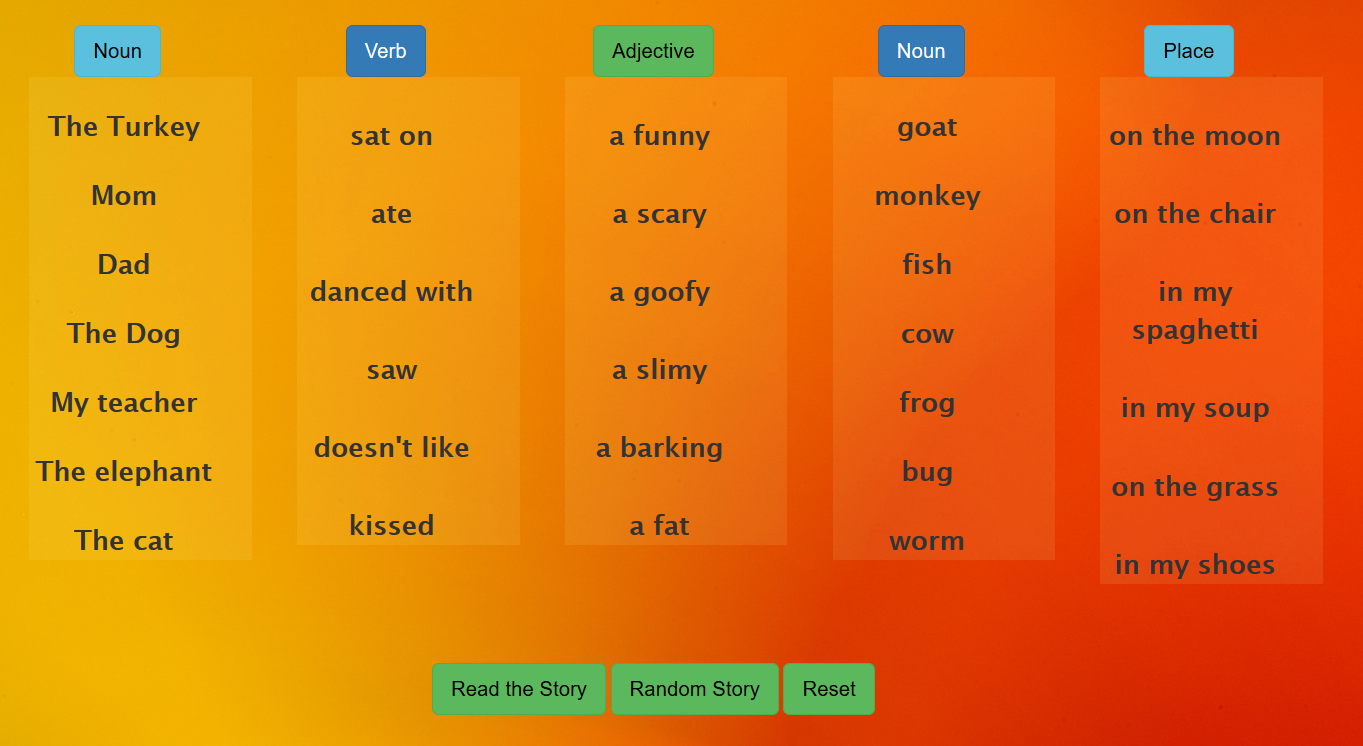 Noun
The Turkey
Mom
Dad
The Dog
My teacher
The elephant
The cat
Verb
sat on
ate
danced with
saw
doesn't like
kissed
Adjective
a funny
a scary
a goofy
a slimy
a barking
a fat
Noun
goat
monkey
fish
cow
frog
bug
worm
Place
on the moon
on the chair
in my
spaghetti
in my soup
on the grass
in my shoes
Read the Story
Random Story
Reset